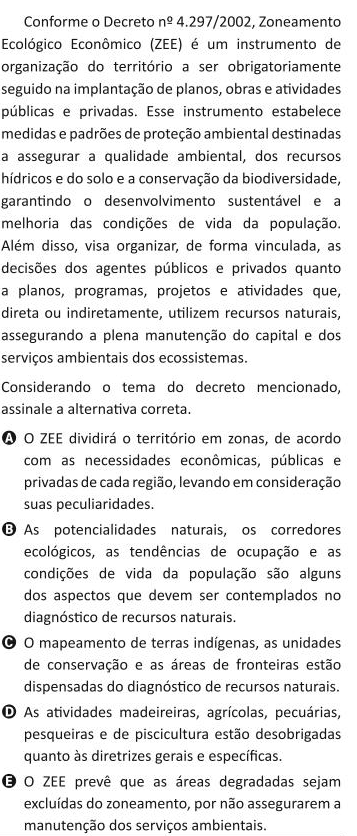 Conforme o Decreto nº 4.297/2002, Zoneamento
Ecológico Econômico (ZEE) é um instrumento de
organização do território a ser obrigatoriamente
seguido na implantação de planos, obras e atividades
públicas e privadas. Esse instrumento estabelece
medidas e padrões de proteção ambiental destinadas
a assegurar a qualidade ambiental, dos recursos
hídricos e do solo e a conservação da biodiversidade,
garantindo o desenvolvimento sustentável e a
melhoria das condições de vida da população.
Além disso, visa organizar, de forma vinculada, as
decisões dos agentes públicos e privados quanto
a planos, programas, projetos e atividades que,
direta ou indiretamente, utilizem recursos naturais,
assegurando a plena manutenção do capital e dos
serviços ambientais dos ecossistemas.
Considerando o tema do decreto mencionado,
assinale a alternativa correta.
A O ZEE dividirá o território em zonas, de acordo
com as necessidades econômicas, públicas e
privadas de cada região, levando em consideração
suas peculiaridades.
B As potencialidades naturais, os corredores
ecológicos, as tendências de ocupação e as
condições de vida da população são alguns
dos aspectos que devem ser contemplados no
diagnóstico de recursos naturais.
C O mapeamento de terras indígenas, as unidades
de conservação e as áreas de fronteiras estão
dispensadas do diagnóstico de recursos naturais.
D As atividades madeireiras, agrícolas, pecuárias,
pesqueiras e de piscicultura estão desobrigadas
quanto às diretrizes gerais e específicas.
E O ZEE prevê que as áreas degradadas sejam
excluídas do zoneamento, por não assegurarem a
manutenção dos serviços ambientais.